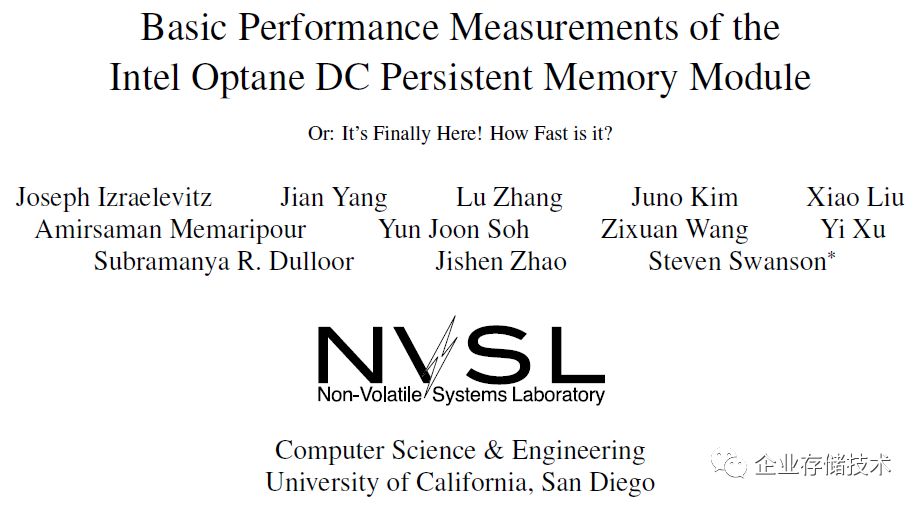 Basic Performance Measurements of the
Intel Optane DC Persistent Memory Module
Or: It's Finally Here! How Fast is it?
Joseph Izraelevitz Jian Yang Lu Zhang Juno Kim Xiao Liu
Amirsaman Memaripour Yun Joon Soh Zixuan Wang Yi Xu
Subramanya R. Dulloor Jishen Zhao Steven Swanson*
NVSL
Non-Volatile Systems Laboratory
Computer Science & Engineering
University of California, San Diego
企业存储技术